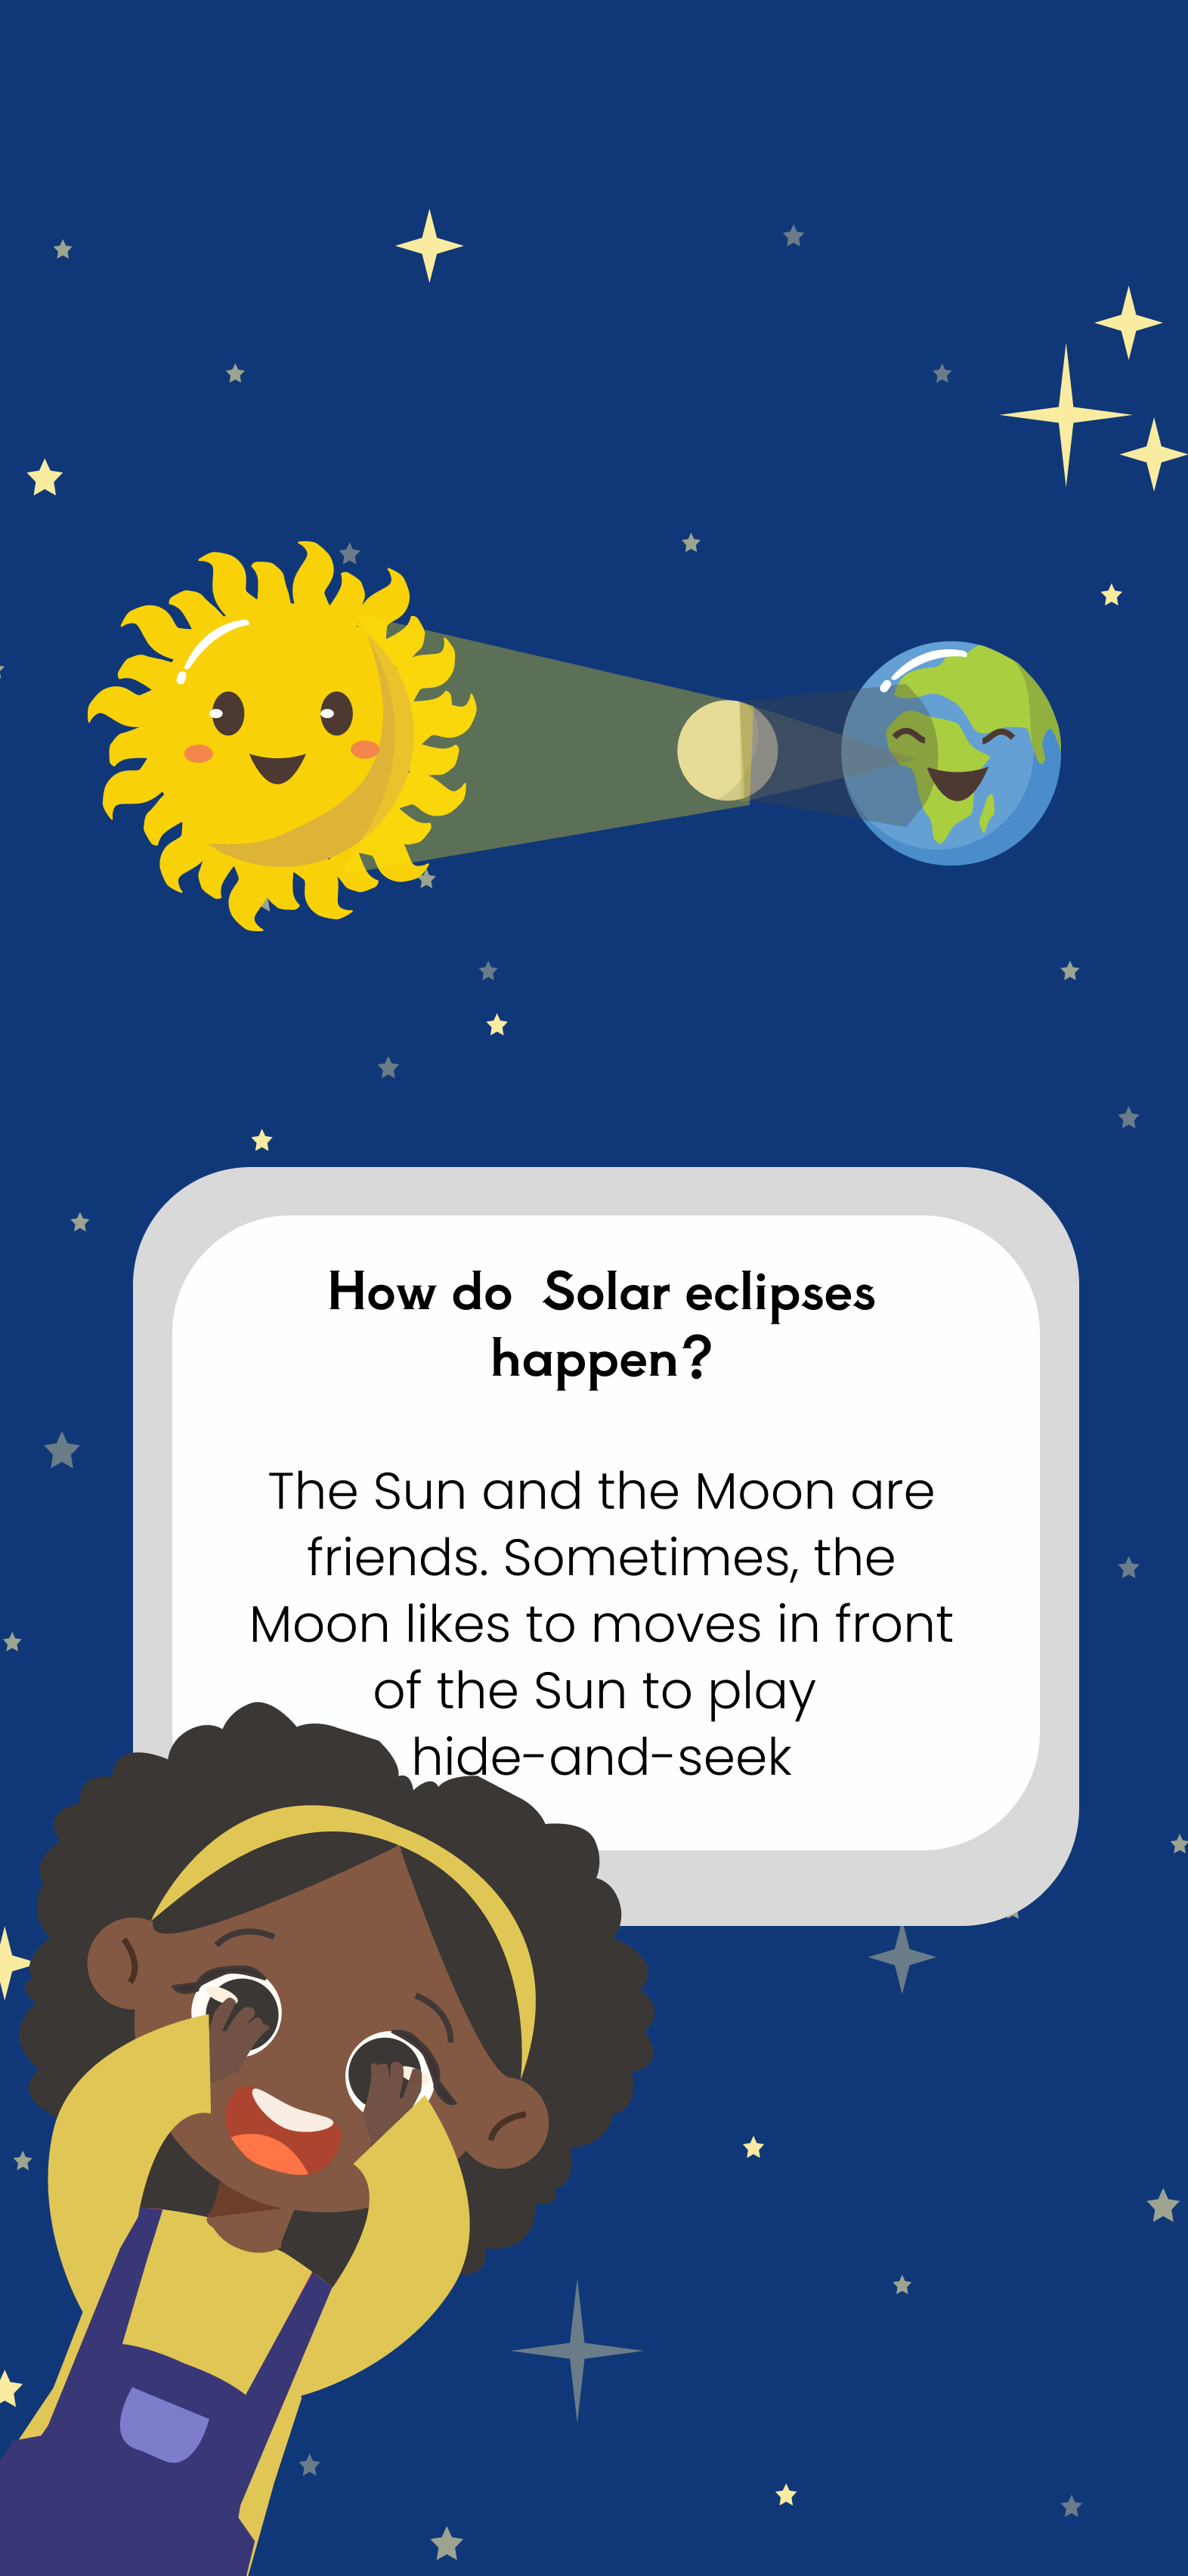 How do  Solar eclipses
happen?
The Sun and the Moon are
friends. Sometimes, the
Moon likes to moves in front
of the Sun to play
hide-and-seek